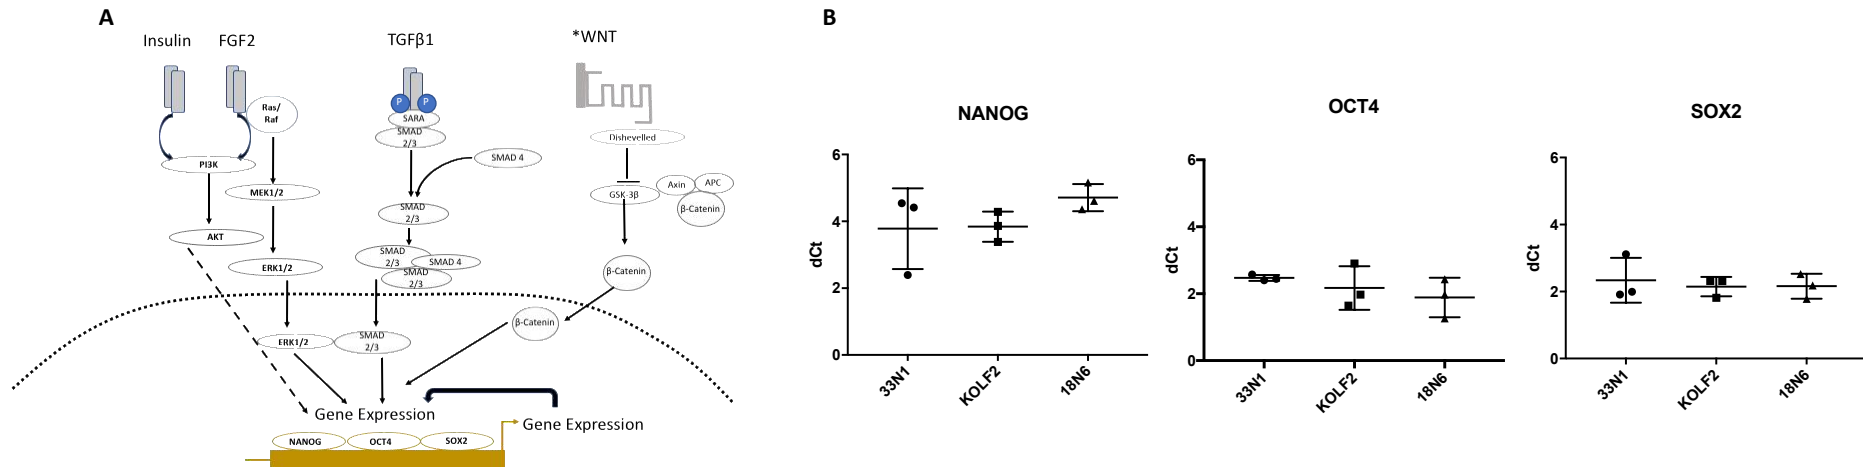 A
Insulin
FGF2
TGFβ1
*WNT
Ras/
Raf
P
P
SARA
SMAD
2/3
Dishevelled
PI3K
SMAD 4
MEK1/2
GSK-3β
Axin
APC
β-Catenin
SMAD
2/3
AKT
ERK1/2
SMAD
2/3
SMAD 4
SMAD
2/3
β-Catenin
β-Catenin
ERK1/2
SMAD
2/3
Gene Expression
Gene Expression
NANOG
OCT4
SOX2
B
NANOG
dCt
6
4
2
0
33N1
KOLF2
18N6
OCT4
dCt
6
4
2
0
33N1
KOLF2
18N6
SOX2
dCt
6
4
2
0
33N1
KOLF2
18N6